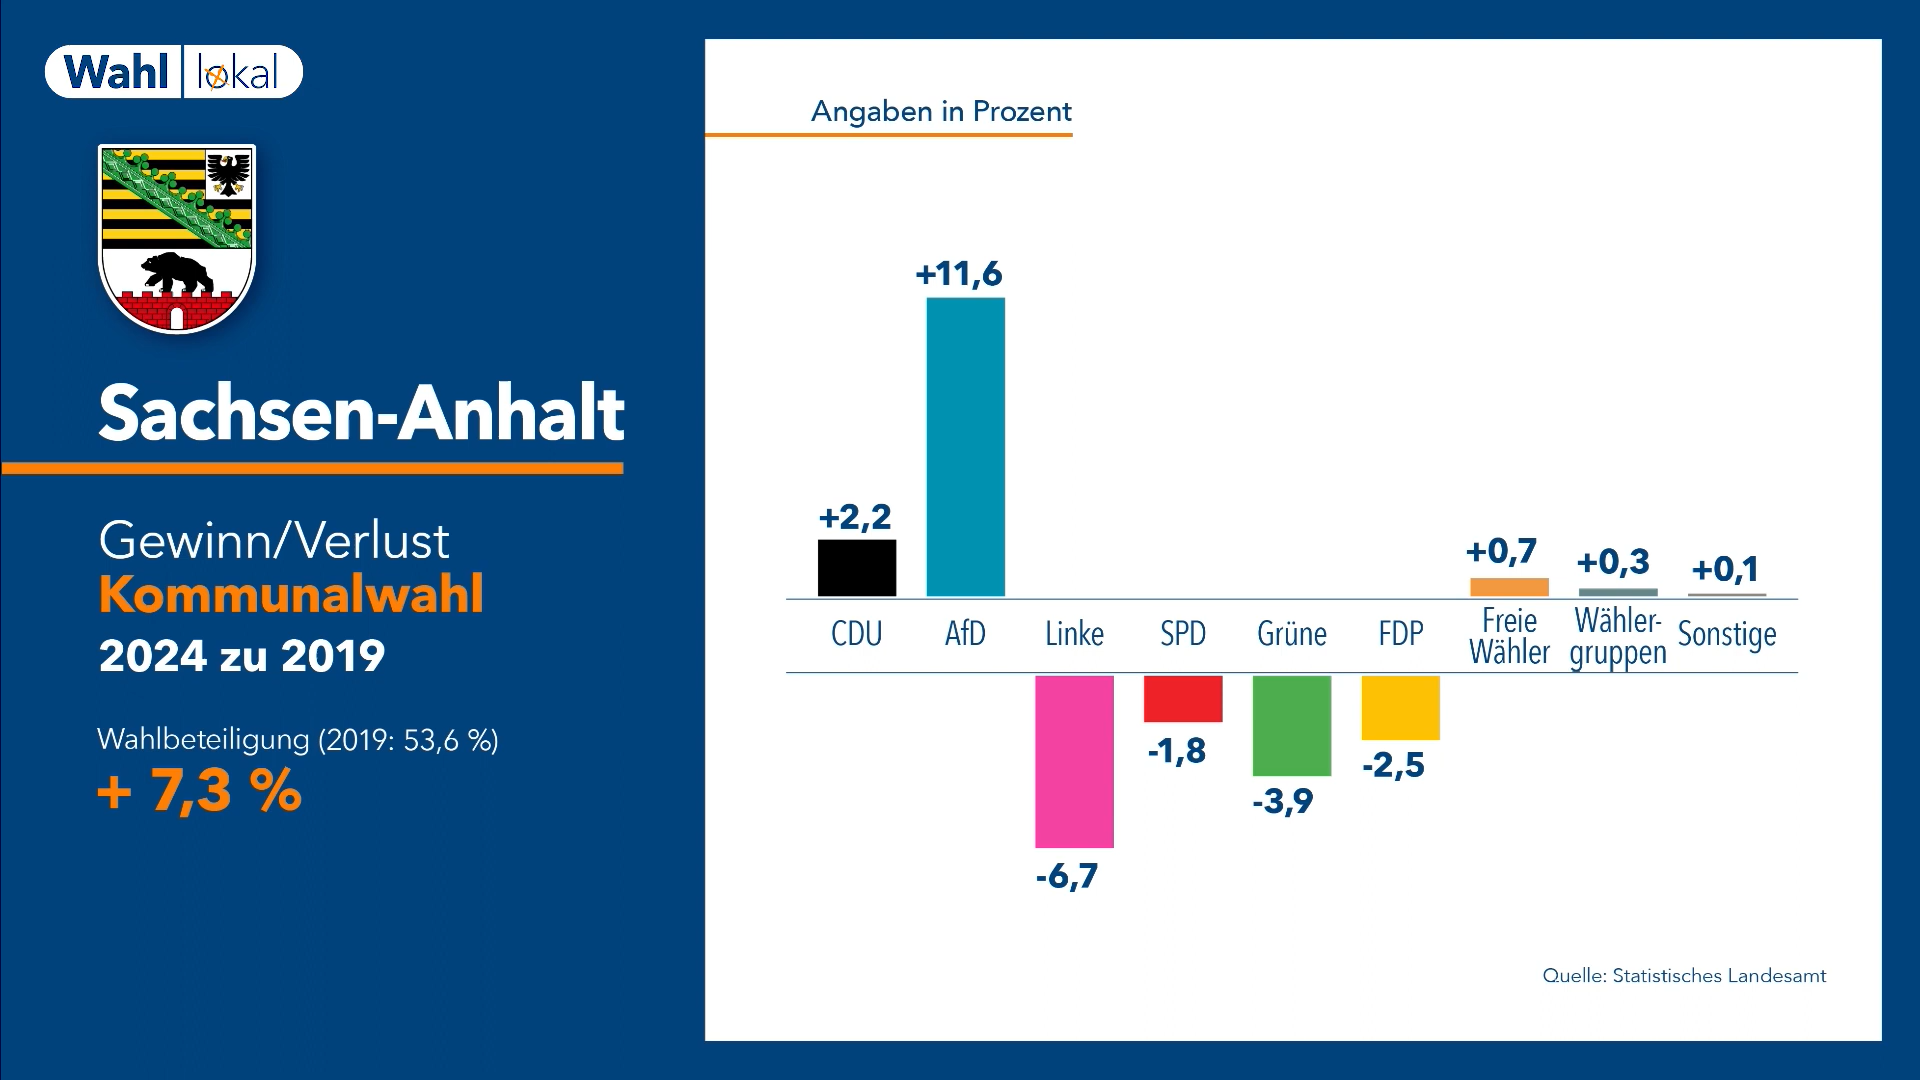 Wahl lokal
Sachsen-Anhalt
Gewinn/Verlust
Kommunalwahl
2024 zu 2019
Wahlbeteiligung (2019: 53,6 %)
+ 7,3 %
Angaben in Prozent
+11,6
+2,2
+0,7
+0,3
+0,1
CDU
AfD
Linke
SPD
Grüne
FDP
Freie
Wähler
Wähler-
gruppen
Sonstige
-1,8
-2,5
-3,9
-6,7
Quelle: Statistisches Landesamt